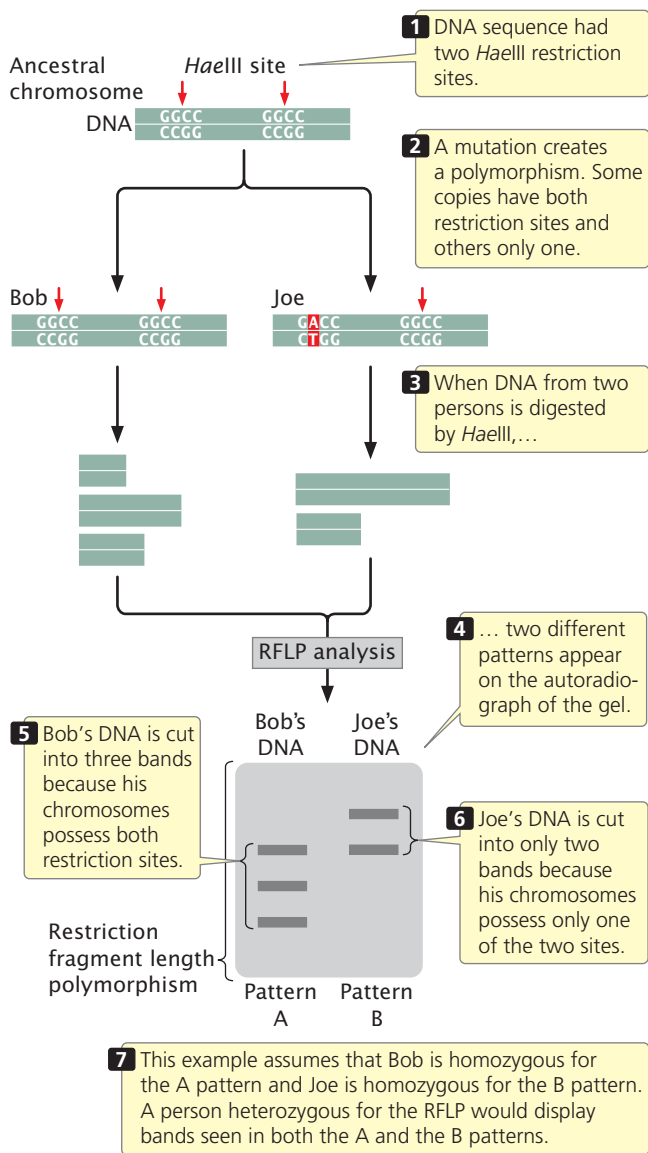 1 DNA sequence had
two HaeIII restriction
sites.
Ancestral
chromosome
HaeIII site
DNA
GGCC GGCC
CCGG CCGG
2 A mutation creates
a polymorphism. Some
copies have both
restriction sites and
others only one.
Bob
GGCC GGCC
CCGG CCGG
Joe
GACC GGCC
CTGG CCGG
3 When DNA from two
persons is digested
by HaeIII,…
RFLP analysis
4 … two different
patterns appear
on the autoradio-
graph of the gel.
Bob's
DNA
Joe's
DNA
5 Bob's DNA is cut
into three bands
because his
chromosomes
possess both
restriction sites.
6 Joe's DNA is cut
into only two
bands because
his chromosomes
possess only one
of the two sites.
Restriction
fragment length
polymorphism
Pattern
A
Pattern
B
7 This example assumes that Bob is homozygous for
the A pattern and Joe is homozygous for the B pattern.
A person heterozygous for the RFLP would display
bands seen in both the A and the B patterns.